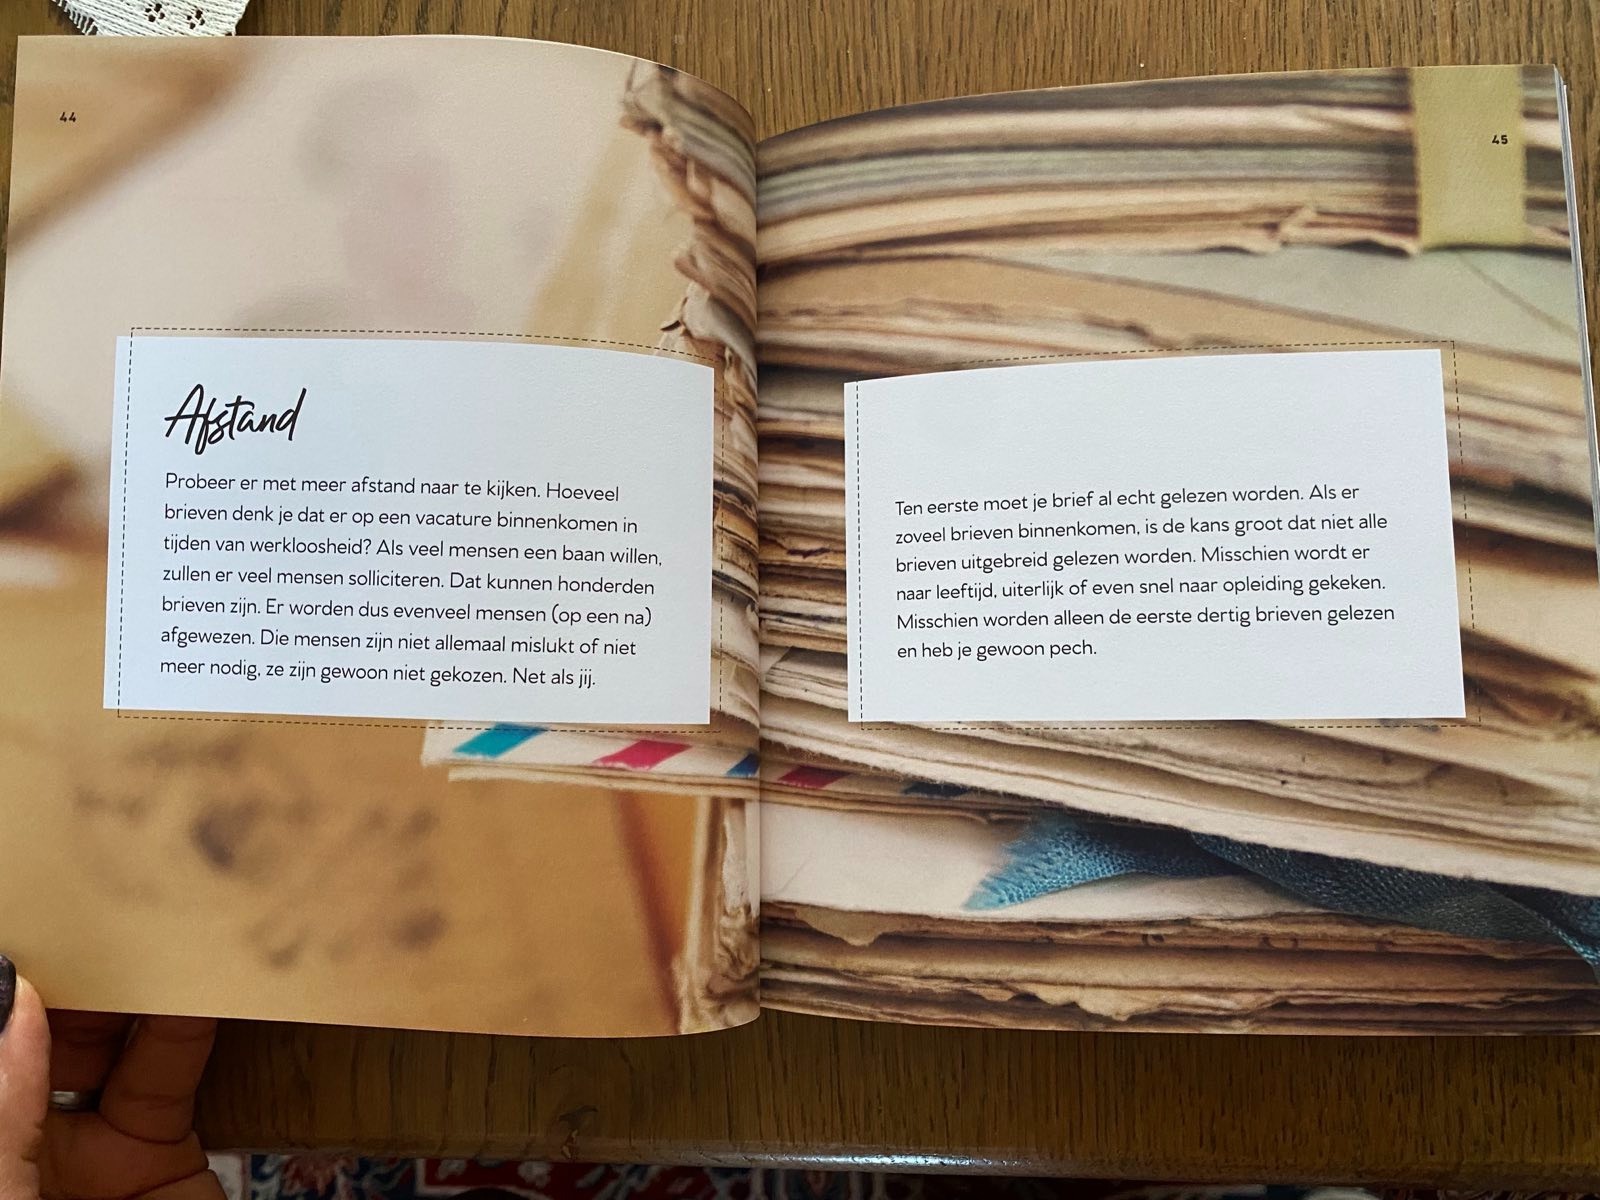 44
Afstand
Probeer er met meer afstand naar te kijken. Hoeveel
brieven denk je dat er op een vacature binnenkomen in
tijden van werkloosheid? Als veel mensen een baan willen,
zullen er veel mensen solliciteren. Dat kunnen honderden
brieven zijn. Er worden dus evenveel mensen (op een na)
afgewezen. Die mensen zijn niet allemaal mislukt of niet
meer nodig, ze zijn gewoon niet gekozen. Net als jij.
45
Ten eerste moet je brief al echt gelezen worden. Als er
zoveel brieven binnenkomen, is de kans groot dat niet alle
brieven uitgebreid gelezen worden. Misschien wordt er
naar leeftijd, uiterlijk of even snel naar opleiding gekeken.
Misschien worden alleen de eerste dertig brieven gelezen
en heb je gewoon pech.